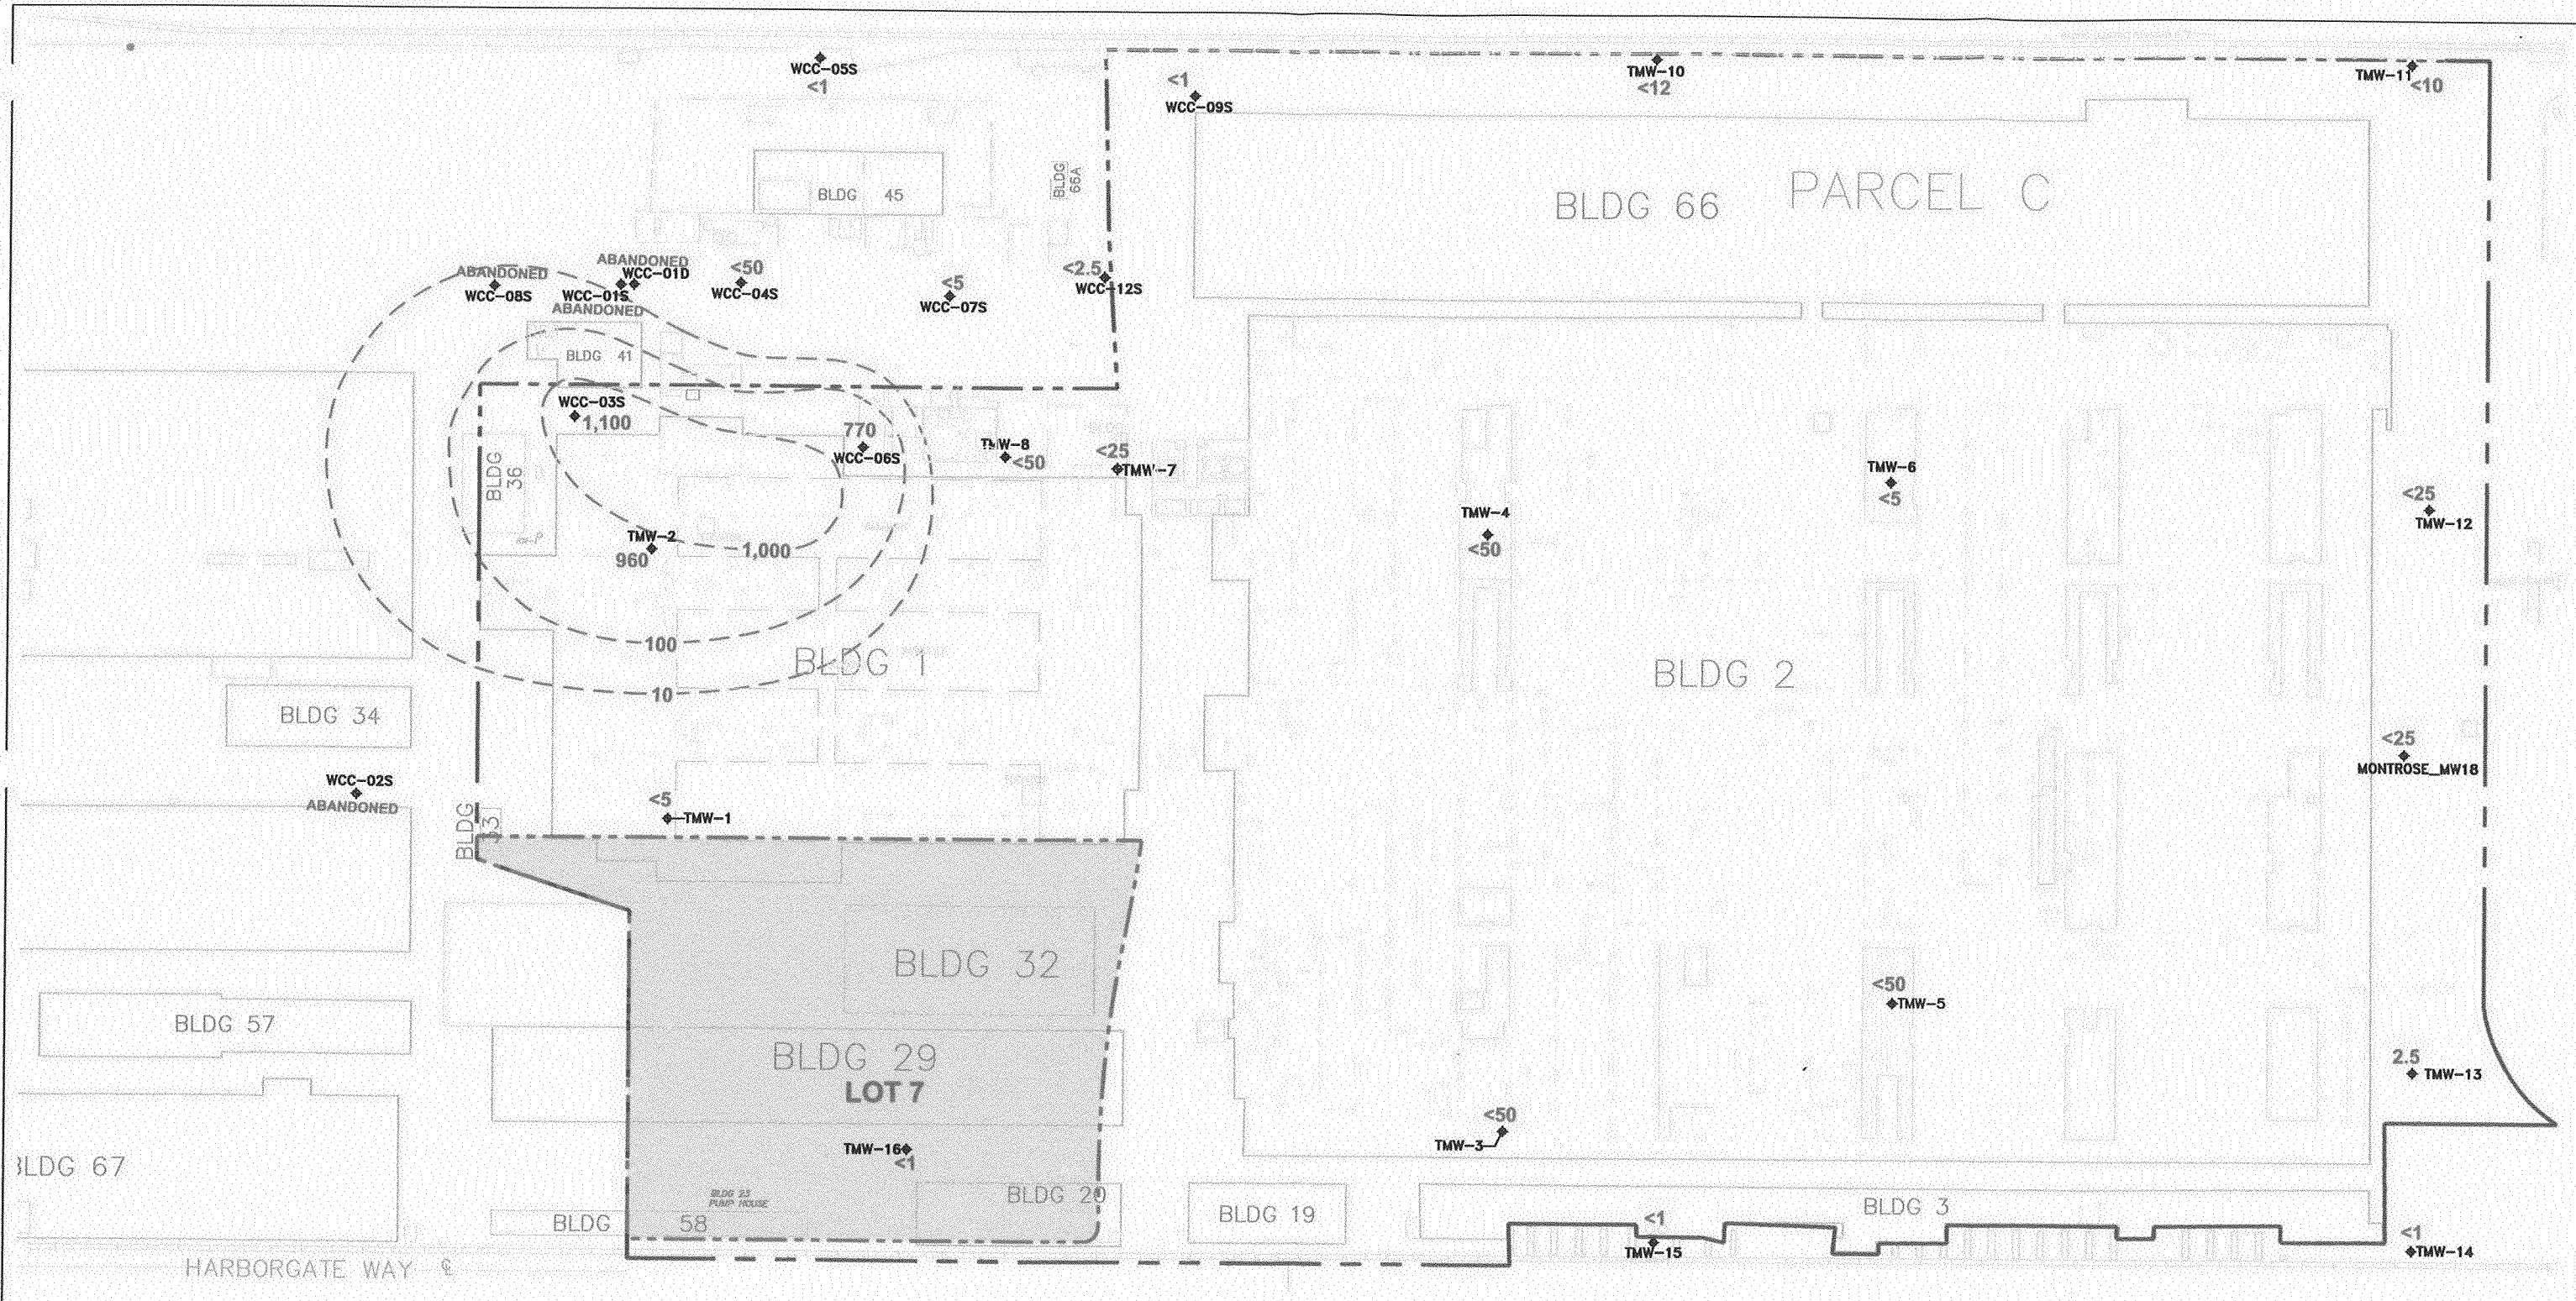 WCC-05S
<1
<1
WCC-09S
TMW-10
<12
TMW-11
<10
BLDG 45
BLDG
66A
BLDG 66
PARCEL C
ABANDONED
WCC-08S
ABANDONED
WCC-01D
WCC-01S
ABANDONED
<50
WCC-04S
<5
WCC-07S
<2.5
WCC-12S
BLDG 41
WCC-03S
1,100
770
WCC-06S
TMW-8
<50
<25
TMW-7
BLDG
36
TMW-2
960
1,000
100
10
BLDG 1
TMW-4
<50
TMW-6
<5
<25
TMW-12
BLDG 2
<25
MONTROSE_MW18
BLDG 34
WCC-02S
ABANDONED
<5
TMW-1
BLDG
33
BLDG 32
BLDG 57
BLDG 29
LOT 7
<50
TMW-5
2.5
TMW-13
<50
TMW-3
TMW-16
<1
BLDG 67
BLDG 23
PUMP HOUSE
BLDG 58
BLDG 20
BLDG 19
BLDG 3
<1
TMW-15
<1
TMW-14
HARBORGATE WAY ℄